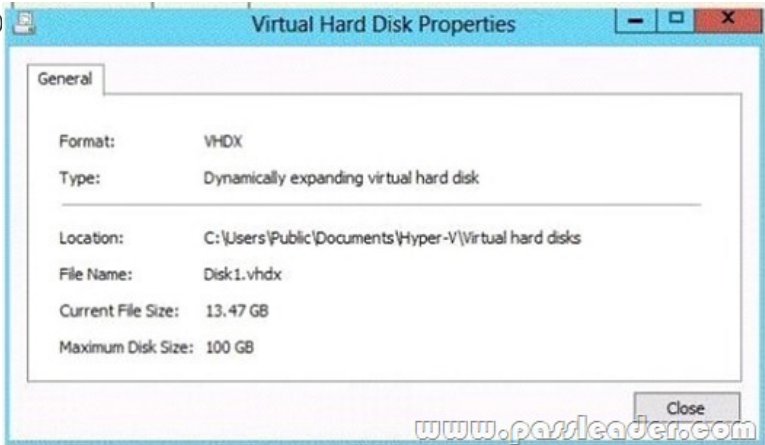 Virtual Hard Disk Properties
General
Format: VHDX
Type: Dynamically expanding virtual hard disk
Location: C:\Users\Public\Documents\Hyper-V\Virtual hard disks
File Name: Disk1.vhdx
Current File Size: 13.47 GB
Maximum Disk Size: 100 GB
Close
www.passleader.com